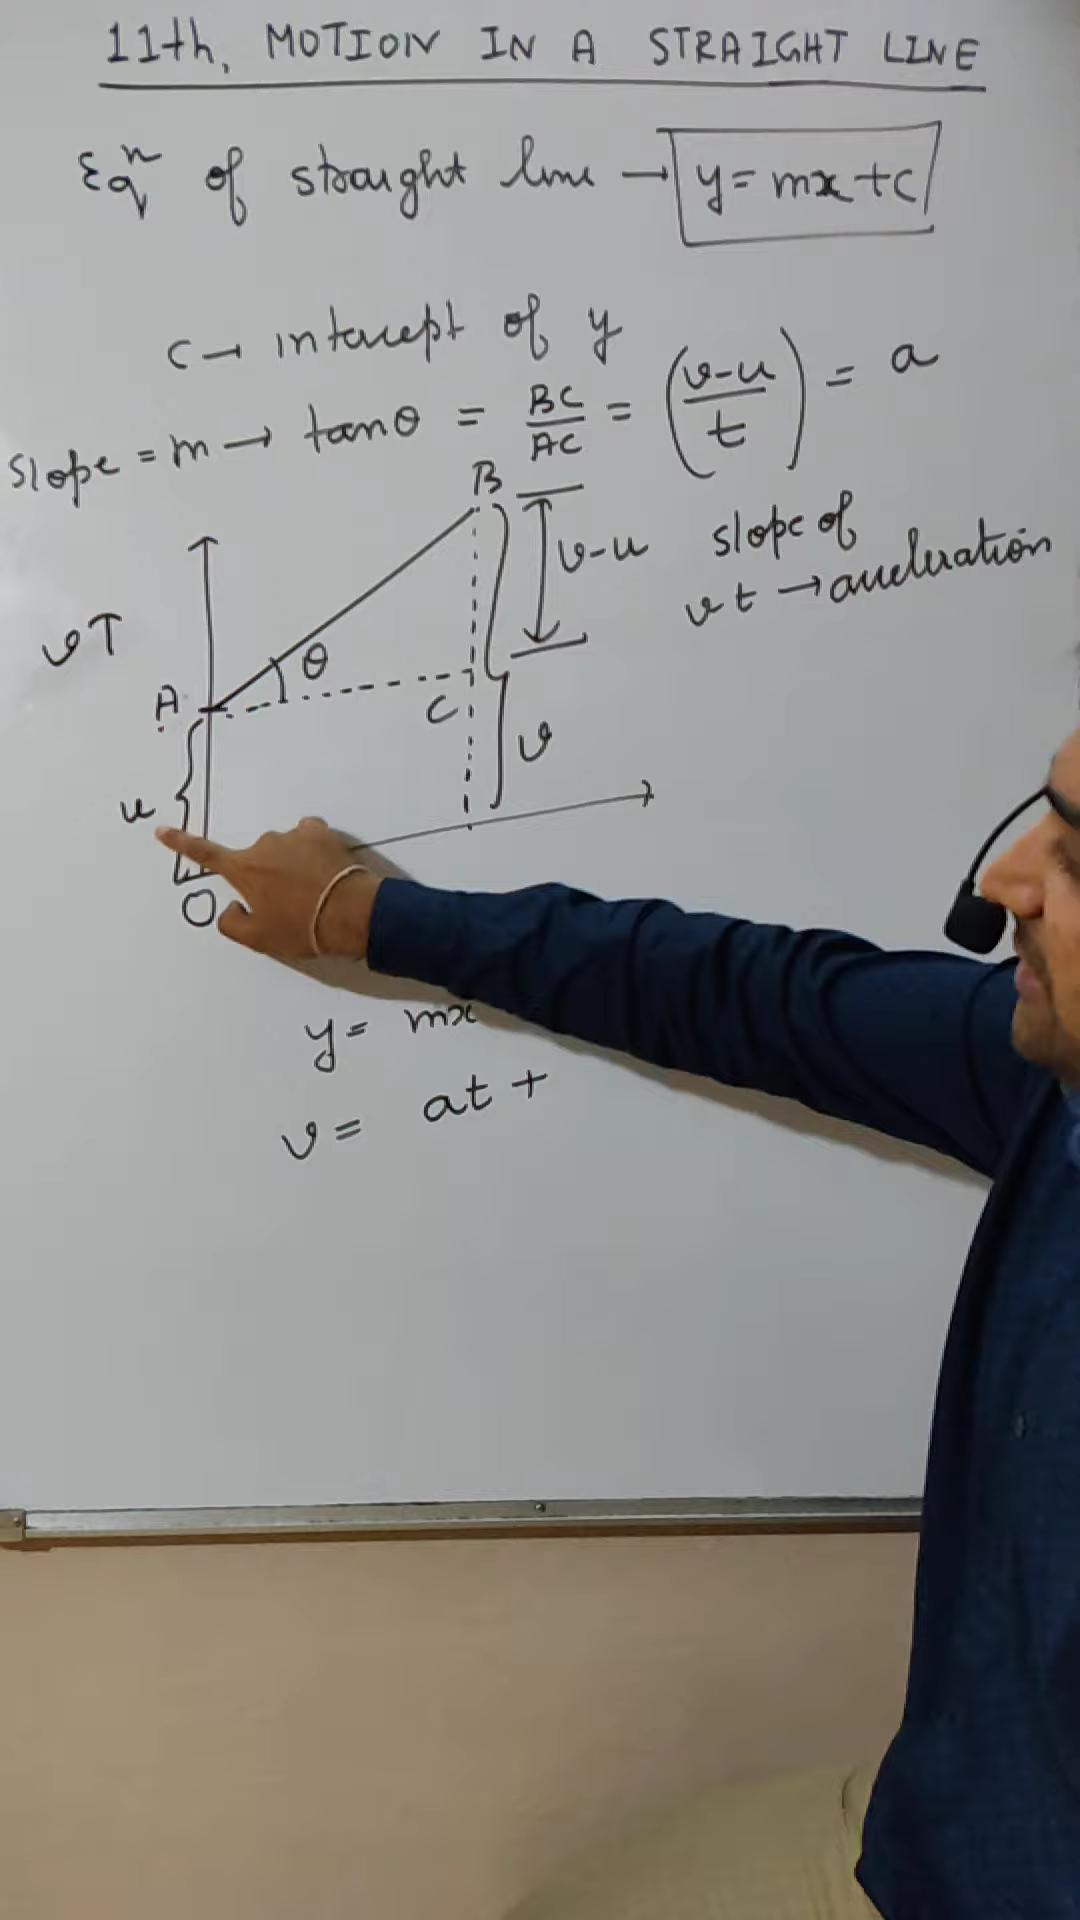 11th, MOTION IN A STRAIGHT LINE
Eqⁿ of straight line → y = mx + c
c → intercept of y
Slope = m → tanθ = BC/AC = (v-u/t) = a
B
v-u
slope of
vt → acceleration
v↑
θ
A
C
v
u
O
y = mx
v = at +